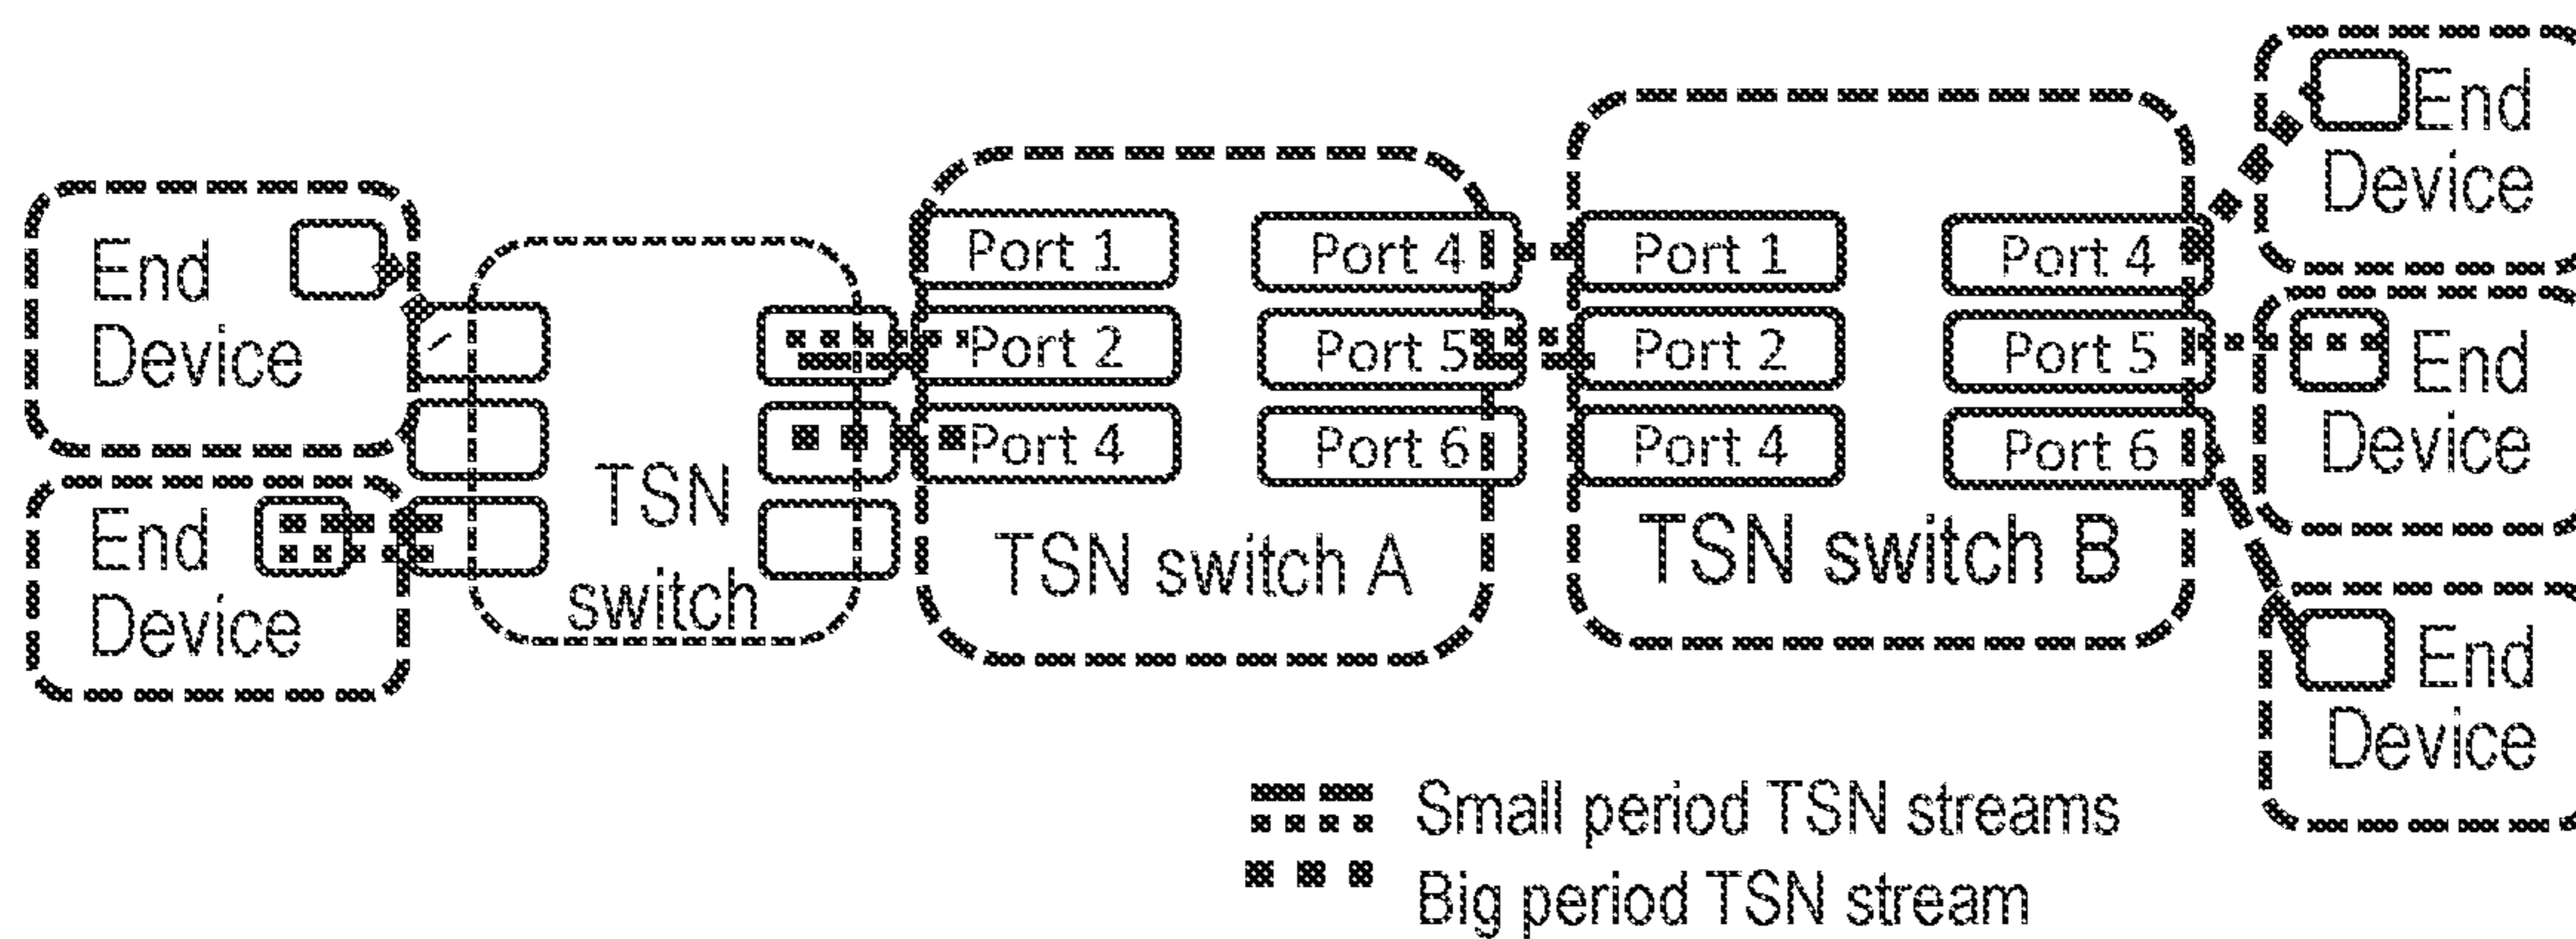 End
Device
End
Device
TSN
switch
Port 1
Port 2
Port 4
Port 4
Port 5
Port 6
TSN switch A
Port 1
Port 2
Port 4
Port 4
Port 5
Port 6
TSN switch B
End
Device
End
Device
End
Device
Small period TSN streams
Big period TSN stream